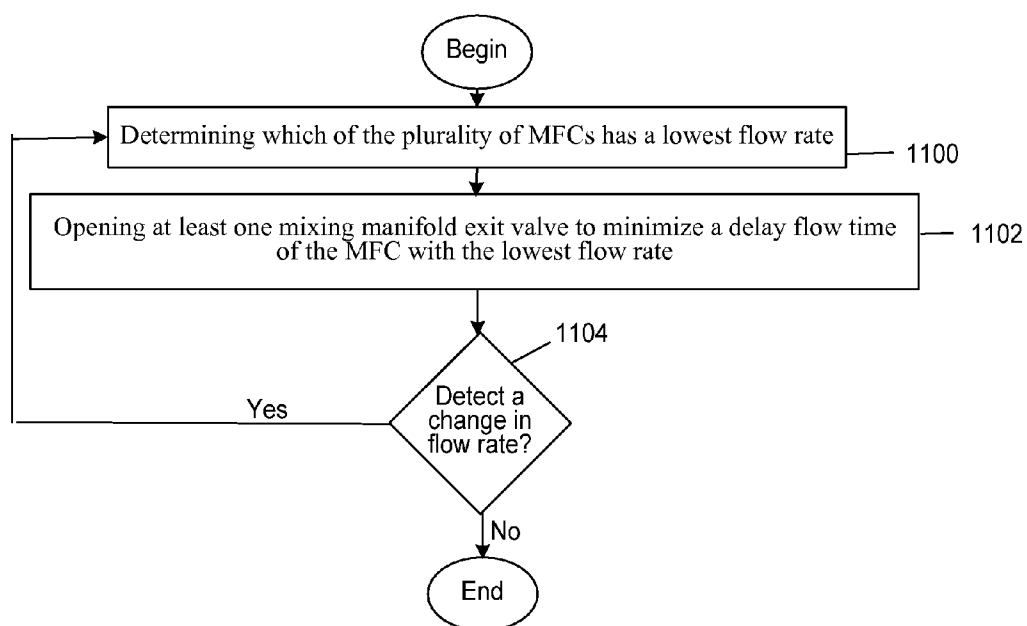 Begin
Determining which of the plurality of MFCs has a lowest flow rate
1100
Opening at least one mixing manifold exit valve to minimize a delay flow time
of the MFC with the lowest flow rate
1102
1104
Detect a
change in
flow rate?
Yes
No
End